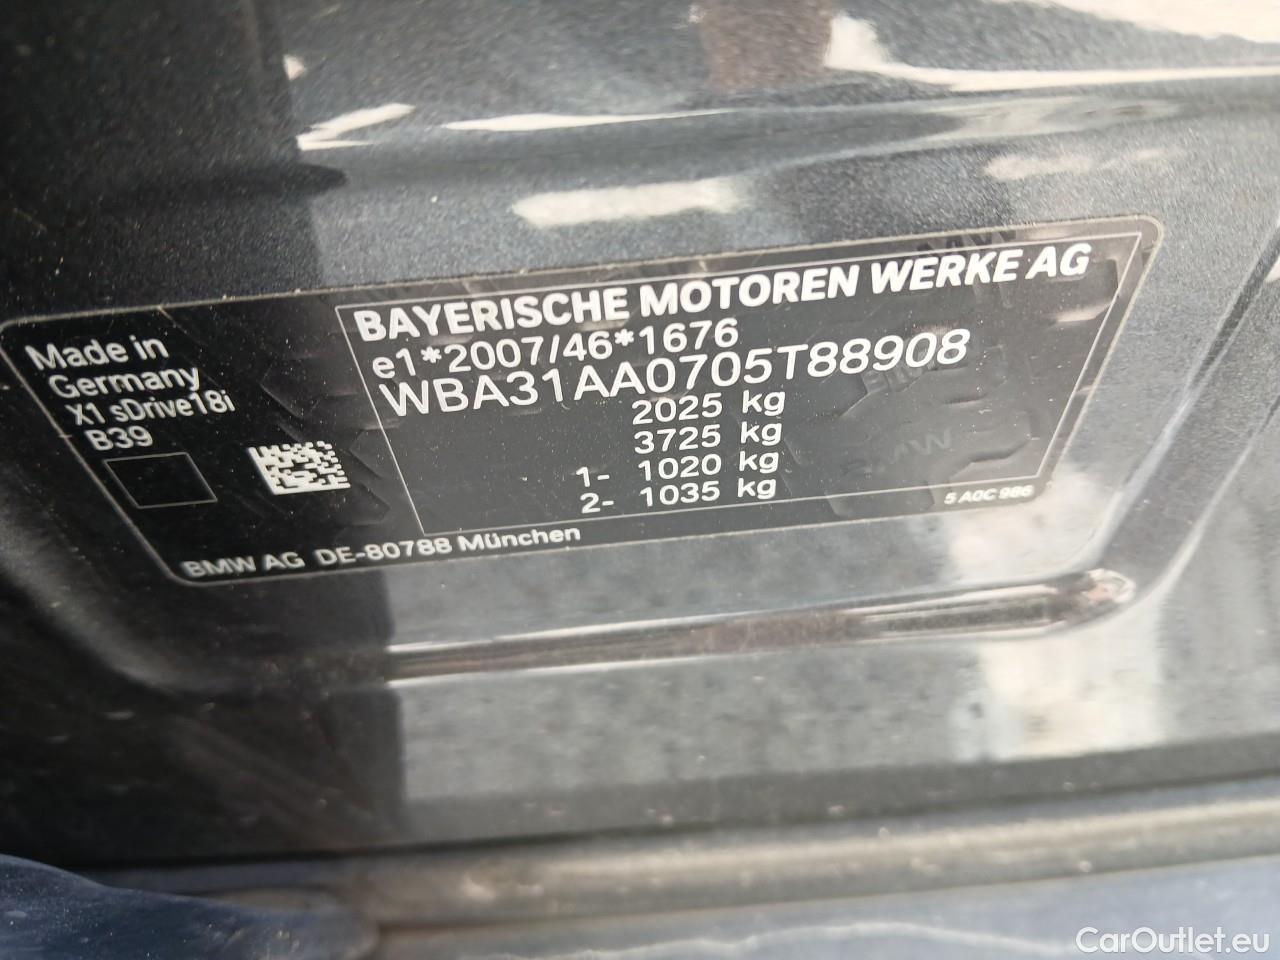 BAYERISCHE MOTOREN WERKE AG
e1*2007/46*1676
WBA31AA0705T88908
2025 kg
3725 kg
1- 1020 kg
2- 1035 kg
5 A0C 986
Made in
Germany
X1 sDrive18i
B39
BMW AG DE-80788 München
BMW
CarOutlet.eu